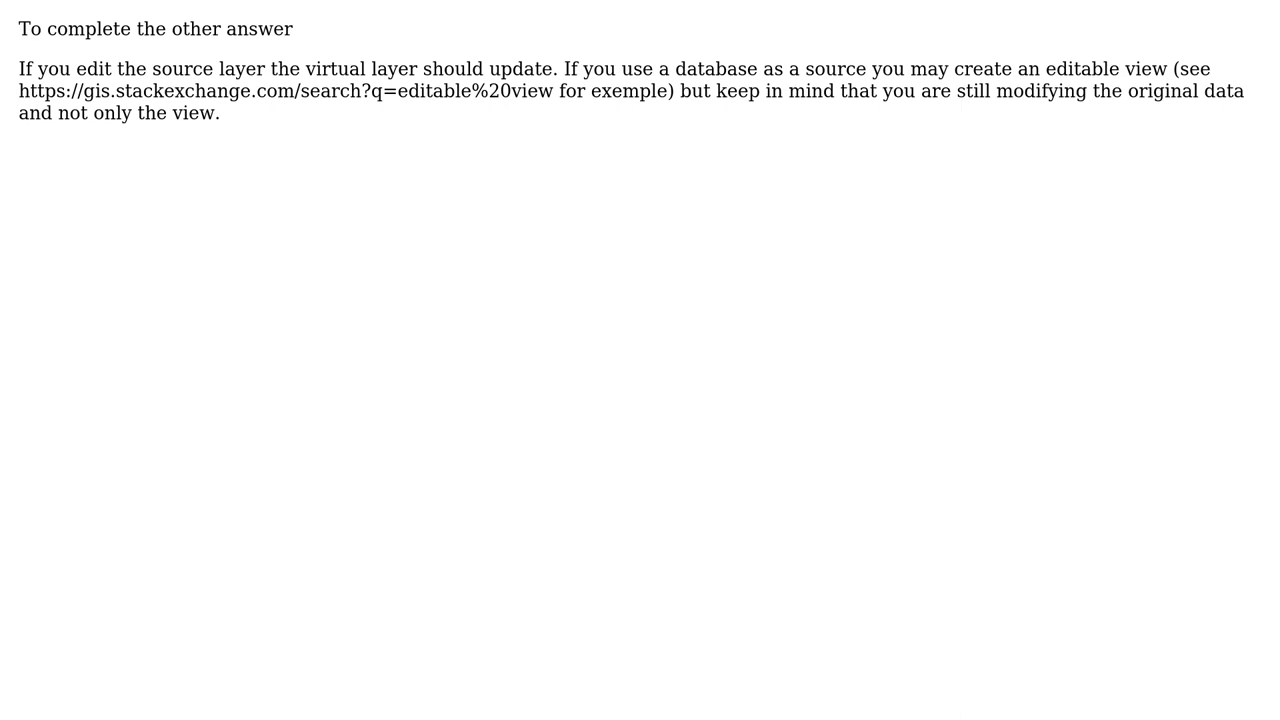 To complete the other answer
If you edit the source layer the virtual layer should update. If you use a database as a source you may create an editable view (see
https://gis.stackexchange.com/search?q=editable%20view for exemple) but keep in mind that you are still modifying the original data
and not only the view.